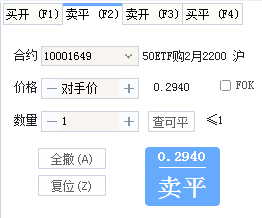 买开 (F1) 卖平 (F2) 卖开 (F3) 买平 (F4)
合约 10001649 50ETF购2月2200 沪
价格 — 对手价 + 0.2940 FOK
数量 — 1 + 查可平 ≤1
全撤(A)
复位(Z)
0.2940
卖平